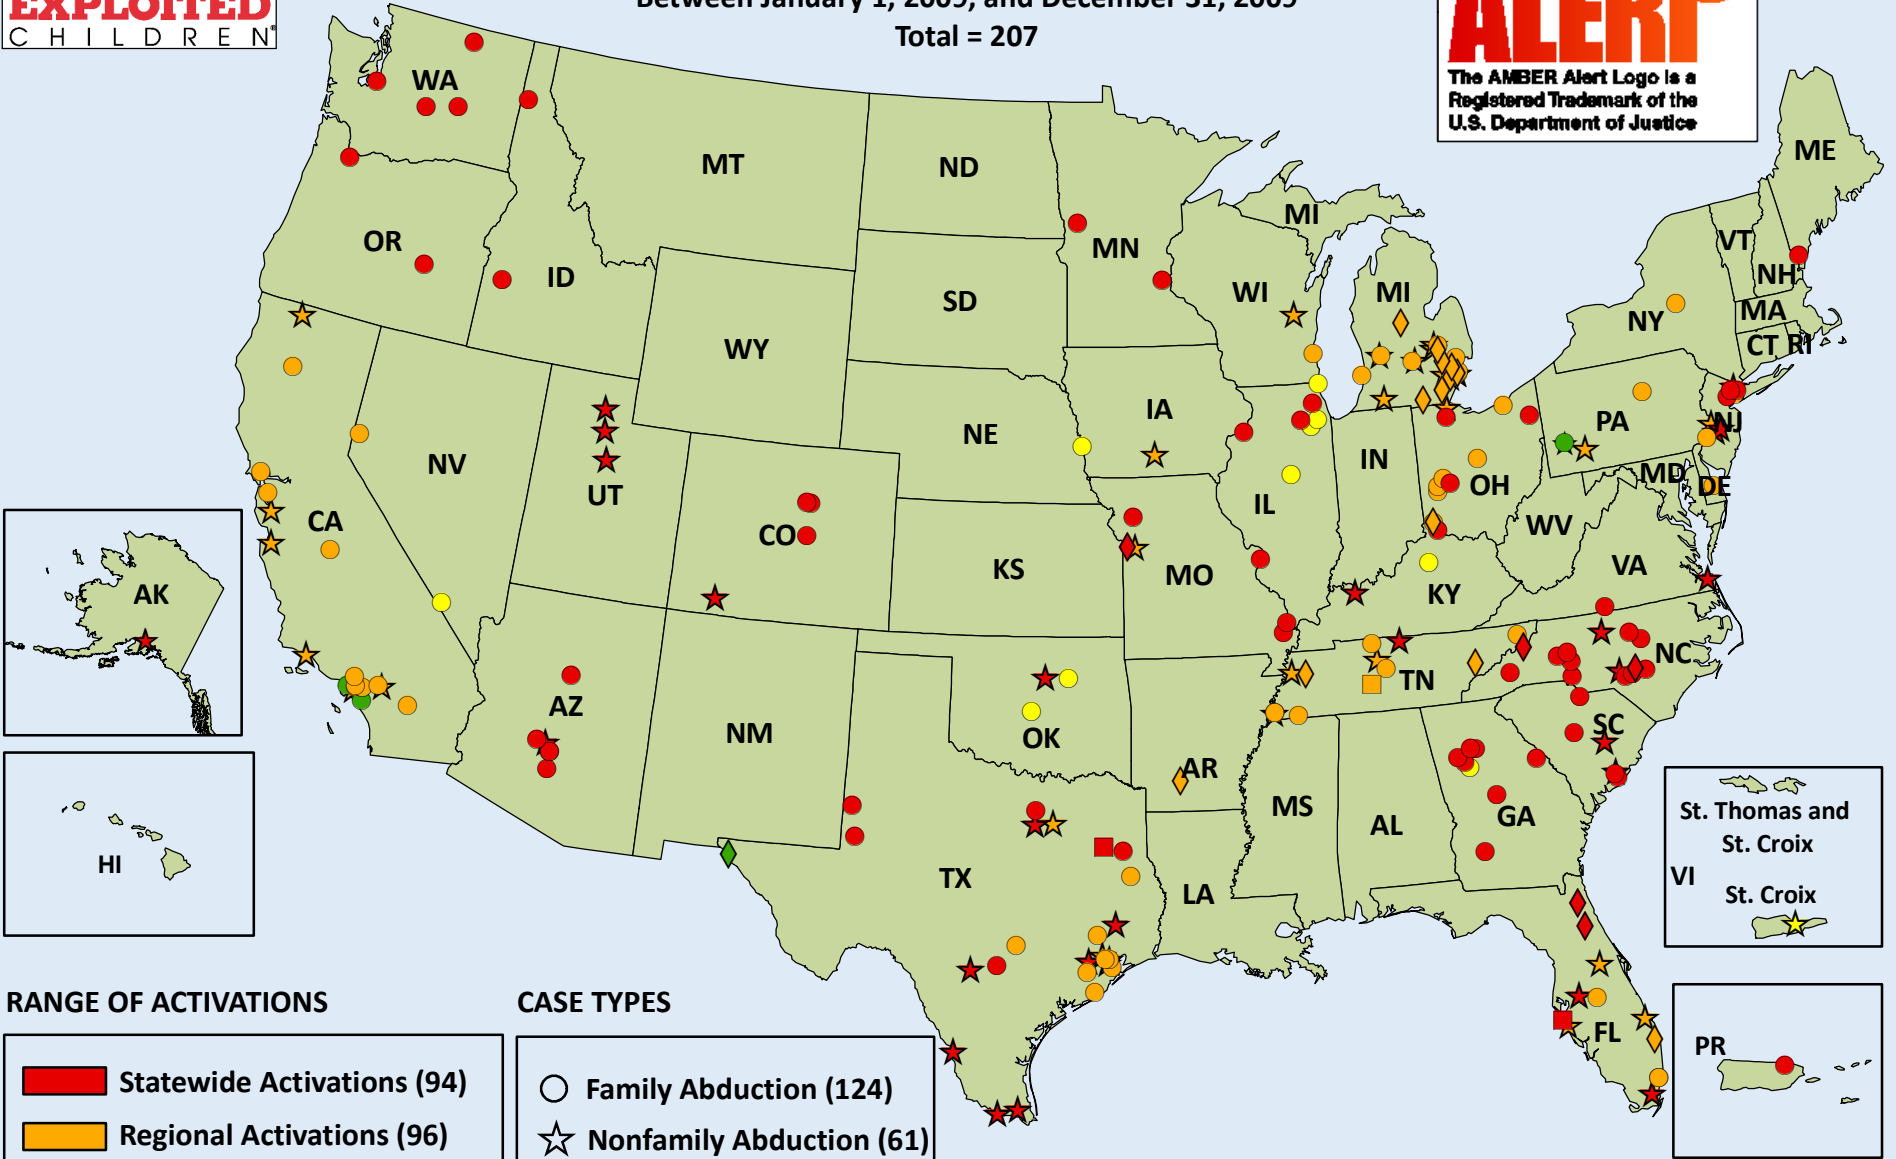 EXPLOITED
CHILDREN®
Between January 1, 2009, and December 31, 2009
Total = 207
ALERT
The AMBER Alert Logo is a
Registered Trademark of the
U.S. Department of Justice
WA
MT
ND
MN
MI
ME
OR
ID
SD
WI
MI
VT
NH
NY
MA
CT
RI
WY
IA
NE
PA
NJ
NV
UT
IL
IN
OH
MD
DE
CA
CO
KS
MO
WV
VA
KY
AK
AZ
NM
OK
TN
NC
AR
SC
MS
AL
GA
HI
TX
LA
St. Thomas and
St. Croix
VI
St. Croix
FL
PR
RANGE OF ACTIVATIONS
Statewide Activations (94)
Regional Activations (96)
CASE TYPES
Family Abduction (124)
Nonfamily Abduction (61)